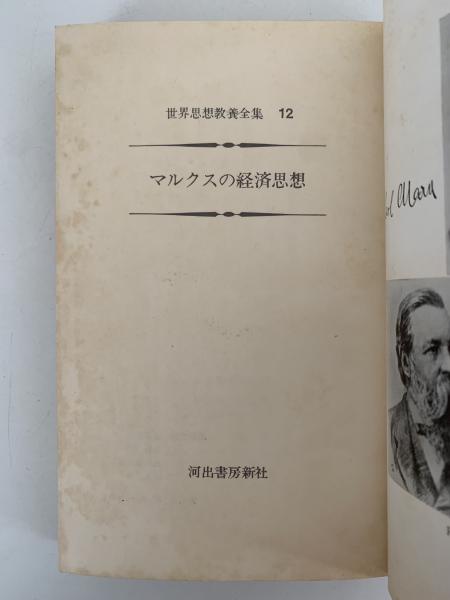 世界思想教養全集 12
マルクスの経済思想
河出書房新社
Marx